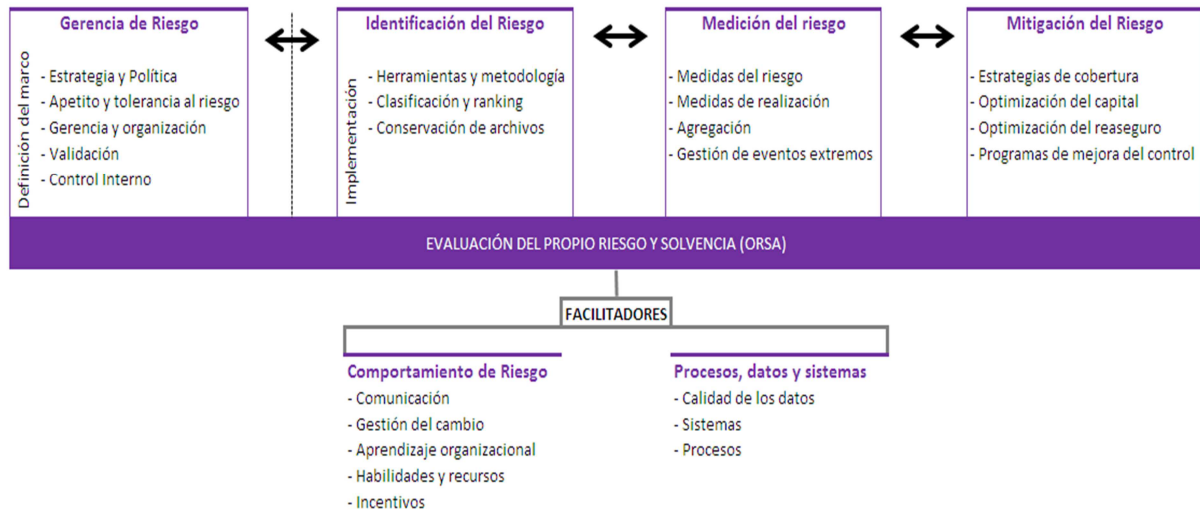 Gerencia de Riesgo
Definición del marco
- Estrategia y Política
- Apetito y tolerancia al riesgo
- Gerencia y organización
- Validación
- Control Interno
Identificación del Riesgo
Implementación
- Herramientas y metodología
- Clasificación y ranking
- Conservación de archivos
Medición del riesgo
- Medidas del riesgo
- Medidas de realización
- Agregación
- Gestión de eventos extremos
Mitigación del Riesgo
- Estrategias de cobertura
- Optimización del capital
- Optimización del reaseguro
- Programas de mejora del control
EVALUACIÓN DEL PROPIO RIESGO Y SOLVENCIA (ORSA)
FACILITADORES
Comportamiento de Riesgo
- Comunicación
- Gestión del cambio
- Aprendizaje organizacional
- Habilidades y recursos
- Incentivos
Procesos, datos y sistemas
- Calidad de los datos
- Sistemas
- Procesos